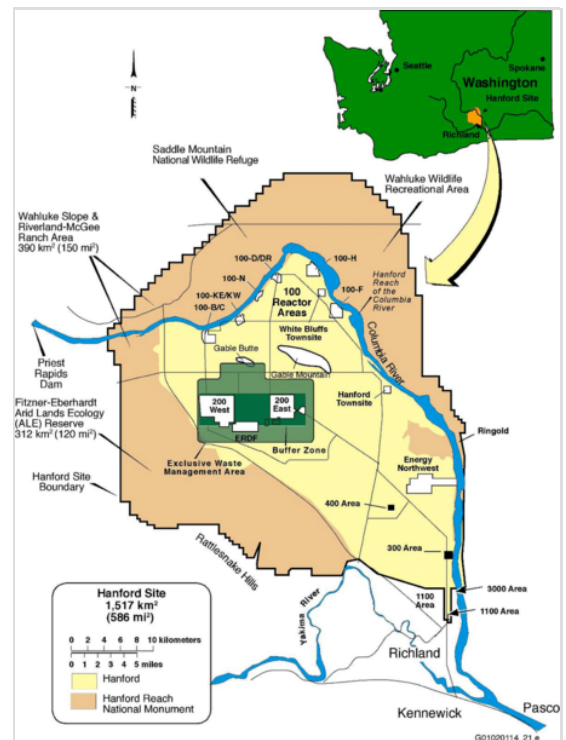 Seattle
Spokane
Washington
Hanford Site
Richland
N
Saddle Mountain
National Wildlife Refuge
Wahluke Wildlife
Recreational Area
Wahluke Slope &
Riverland-McGee
Ranch Area
390 km² (150 mi²)
100-D/DR
100-H
100-N
100-KE/KW
100-B/C
100-F
100
Reactor
Areas
Hanford
Reach
of the
Columbia
River
White Bluffs
Townsite
Columbia River
Gable Butte
Gable Mountain
Priest
Rapids
Dam
Hanford
Townsite
Fitzner-Eberhardt
Arid Lands Ecology
(ALE) Reserve
312 km² (120 mi²)
200
West
200
East
ERDF
Buffer Zone
Ringold
Exclusive Waste
Management Area
Energy
Northwest
Hanford Site
Boundary
400 Area
300 Area
Rattlesnake Hills
3000 Area
1100
Area
1100 Area
Yakima River
Richland
Kennewick
Pasco
Hanford Site
1,517 km²
(586 mi²)
0 2 4 6 8 10 kilometers
0 1 2 3 4 5 miles
Hanford
Hanford Reach
National Monument
G01020114_21.e